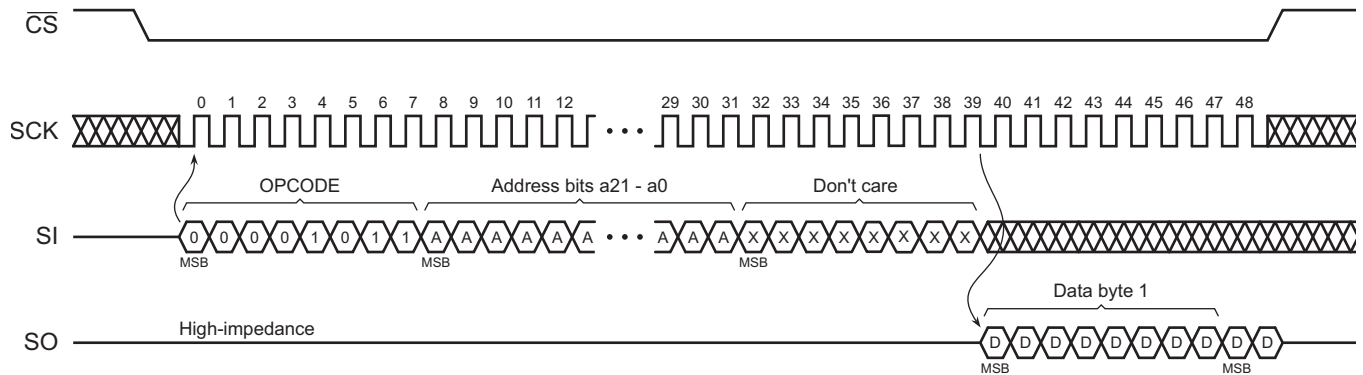 CS
0 1 2 3 4 5 6 7 8 9 10 11 12 29 30 31 32 33 34 35 36 37 38 39 40 41 42 43 44 45 46 47 48
SCK
OPCODE Address bits a21 - a0 Don't care
SI 0 0 0 0 1 0 1 1 A A A A A A A A A X X X X X X X X
MSB MSB MSB
Data byte 1
High-impedance
SO D D D D D D D D D D
MSB MSB